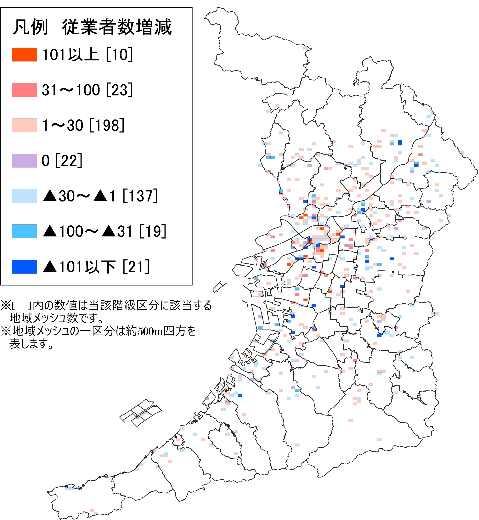 凡例 従業者数増減
101以上 [10]
31～100 [23]
1～30 [198]
0 [22]
▲30～▲1 [137]
▲100～▲31 [19]
▲101以下 [21]
※[ ]内の数値は当該階級区分に該当する
地域メッシュ数です。
※地域メッシュの一区分は約500m四方を
表します。